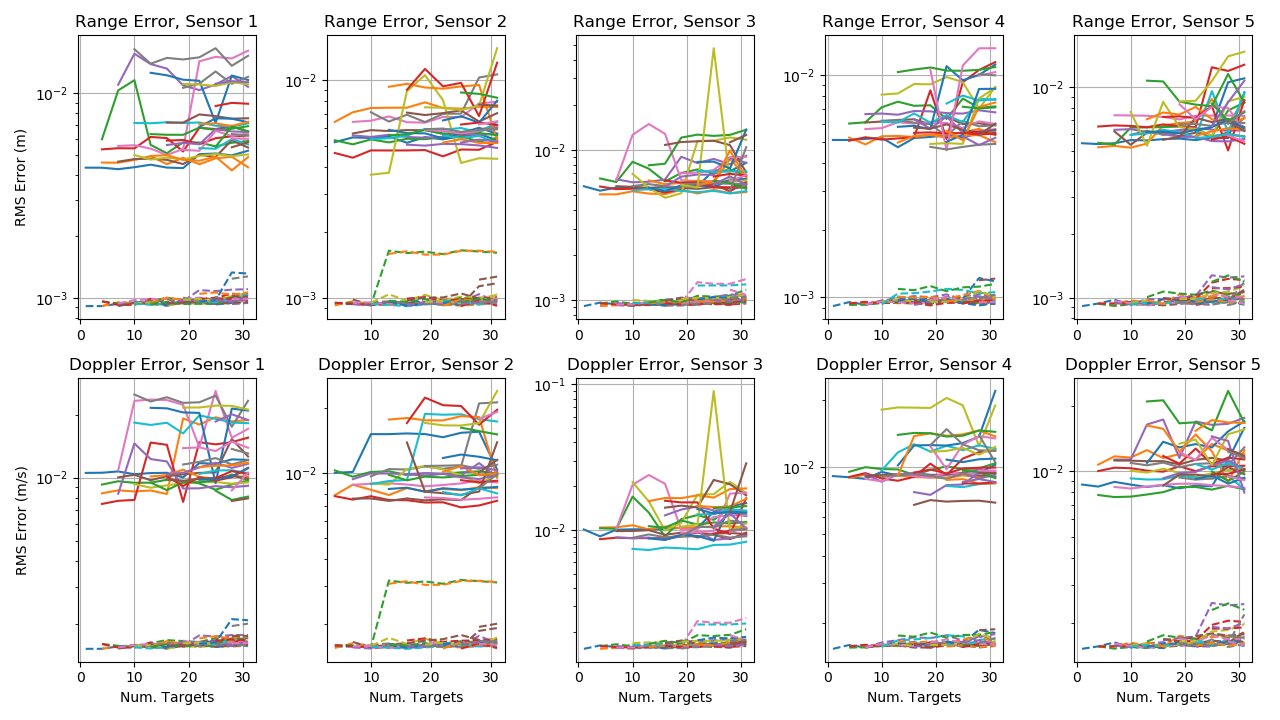 Range Error, Sensor 1 Range Error, Sensor 2 Range Error, Sensor 3 Range Error, Sensor 4 Range Error, Sensor 5
RMS Error (m)
10⁻² 10⁻² 10⁻² 10⁻² 10⁻²
10⁻³ 10⁻³ 10⁻³ 10⁻³ 10⁻³
0 10 20 30 10 20 30 0 10 20 30 0 10 20 30 0 10 20 30
Doppler Error, Sensor 1 Doppler Error, Sensor 2 Doppler Error, Sensor 3 Doppler Error, Sensor 4 Doppler Error, Sensor 5
RMS Error (m/s)
10⁻¹
10⁻² 10⁻² 10⁻² 10⁻² 10⁻²
0 10 20 30 10 20 30 0 10 20 30 0 10 20 30 0 10 20 30
Num. Targets Num. Targets Num. Targets Num. Targets Num. Targets